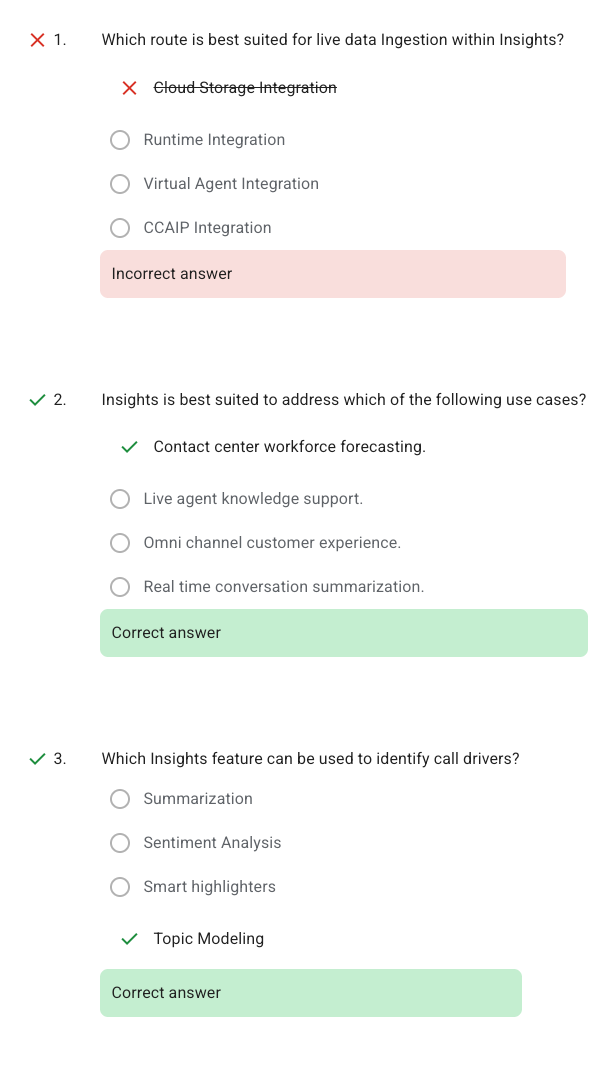 1. Which route is best suited for live data Ingestion within Insights?
Cloud Storage Integration
Runtime Integration
Virtual Agent Integration
CCAIP Integration
Incorrect answer
2. Insights is best suited to address which of the following use cases?
Contact center workforce forecasting.
Live agent knowledge support.
Omni channel customer experience.
Real time conversation summarization.
Correct answer
3. Which Insights feature can be used to identify call drivers?
Summarization
Sentiment Analysis
Smart highlighters
Topic Modeling
Correct answer